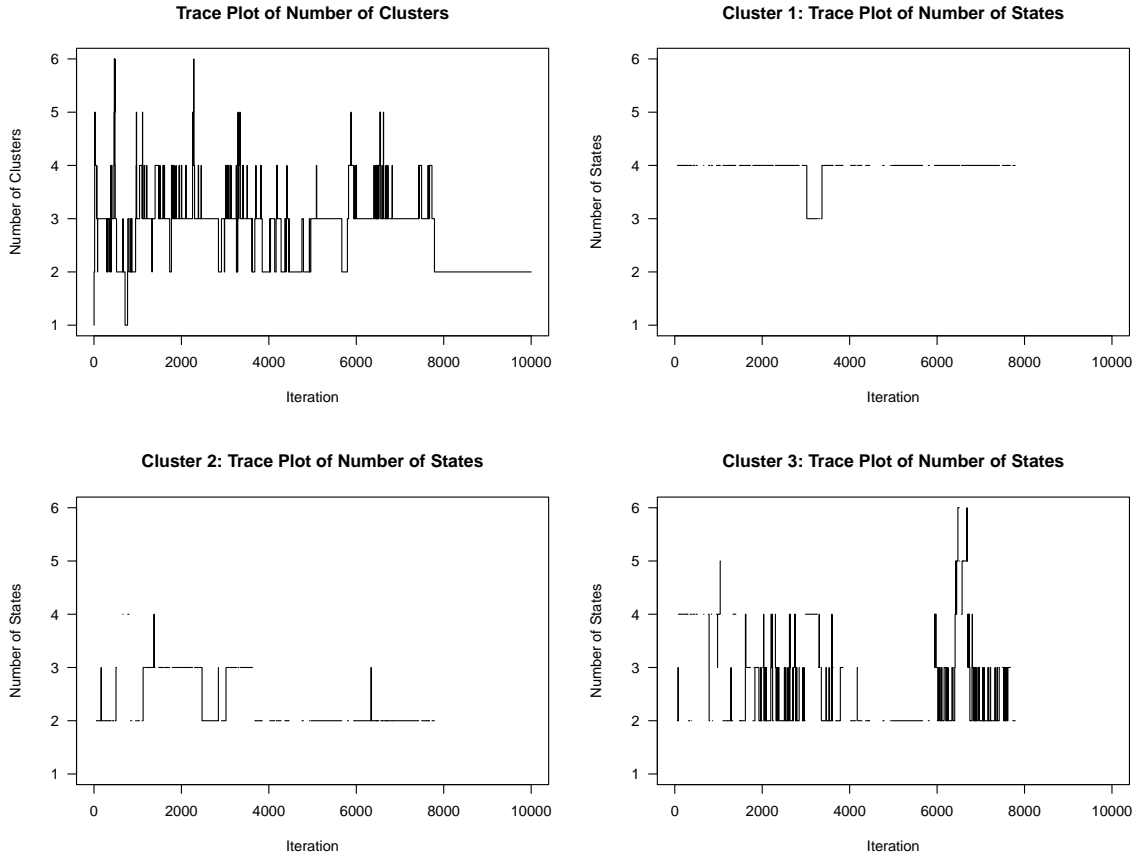 Trace Plot of Number of Clusters
Number of Clusters
6
5
4
3
2
1
0 2000 4000 6000 8000 10000
Iteration
Cluster 1: Trace Plot of Number of States
Number of States
6
5
4
3
2
1
0 2000 4000 6000 8000 10000
Iteration
Cluster 2: Trace Plot of Number of States
Number of States
6
5
4
3
2
1
0 2000 4000 6000 8000 10000
Iteration
Cluster 3: Trace Plot of Number of States
Number of States
6
5
4
3
2
1
0 2000 4000 6000 8000 10000
Iteration